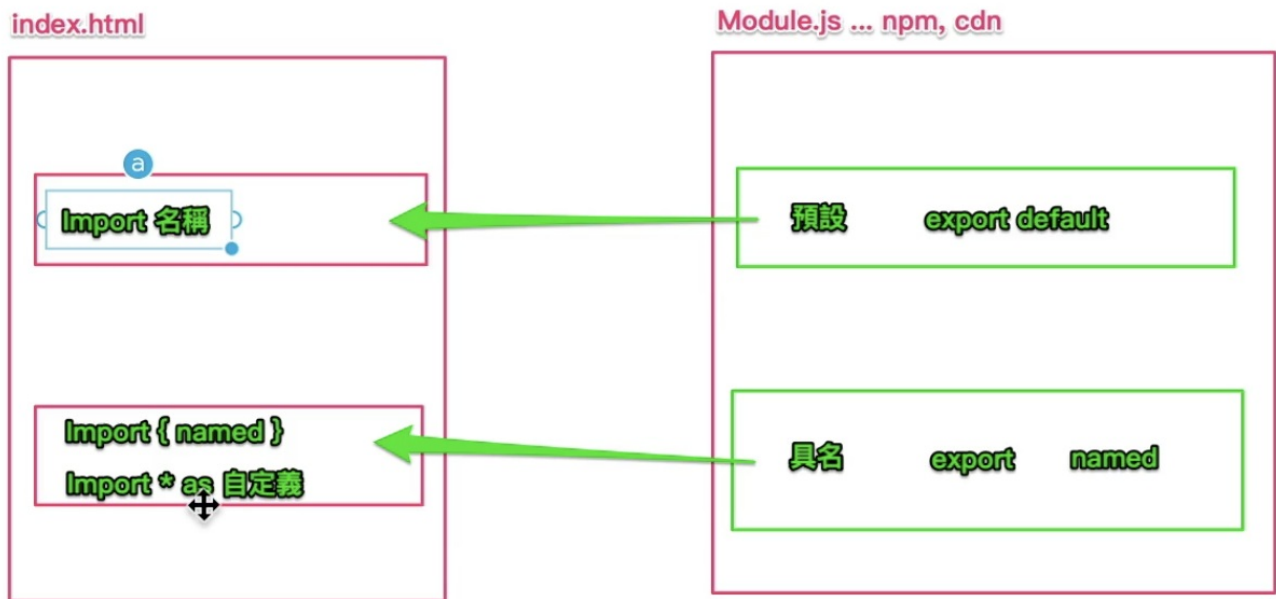 index.html
Module.js ... npm, cdn
a
Import 名稱
預設 export default
Import { named }
Import * as 自定義
具名 export named